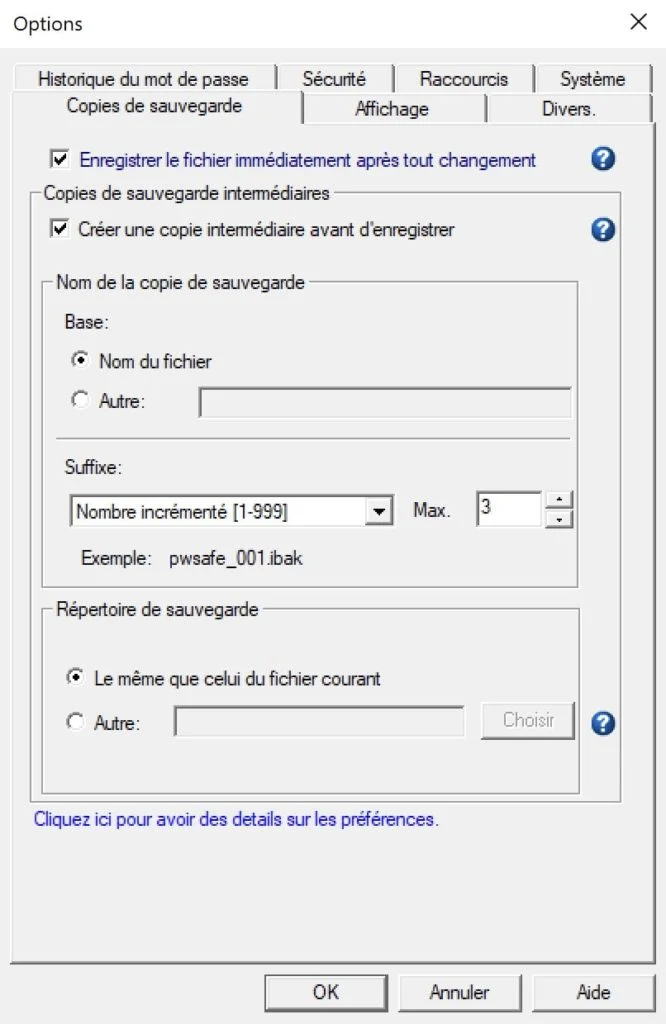 Options
Historique du mot de passe
Sécurité
Raccourcis
Système
Copies de sauvegarde
Affichage
Divers.
Enregistrer le fichier immédiatement après tout changement
?
Copies de sauvegarde intermédiaires
Créer une copie intermédiaire avant d'enregistrer
?
Nom de la copie de sauvegarde
Base:
Nom du fichier
Autre:
Suffixe:
Nombre incrémenté [1-999]
Max.
3
Exemple: pwsafe_001.ibak
Répertoire de sauvegarde
Le même que celui du fichier courant
Autre:
Choisir
?
Cliquez ici pour avoir des details sur les préférences.
OK
Annuler
Aide